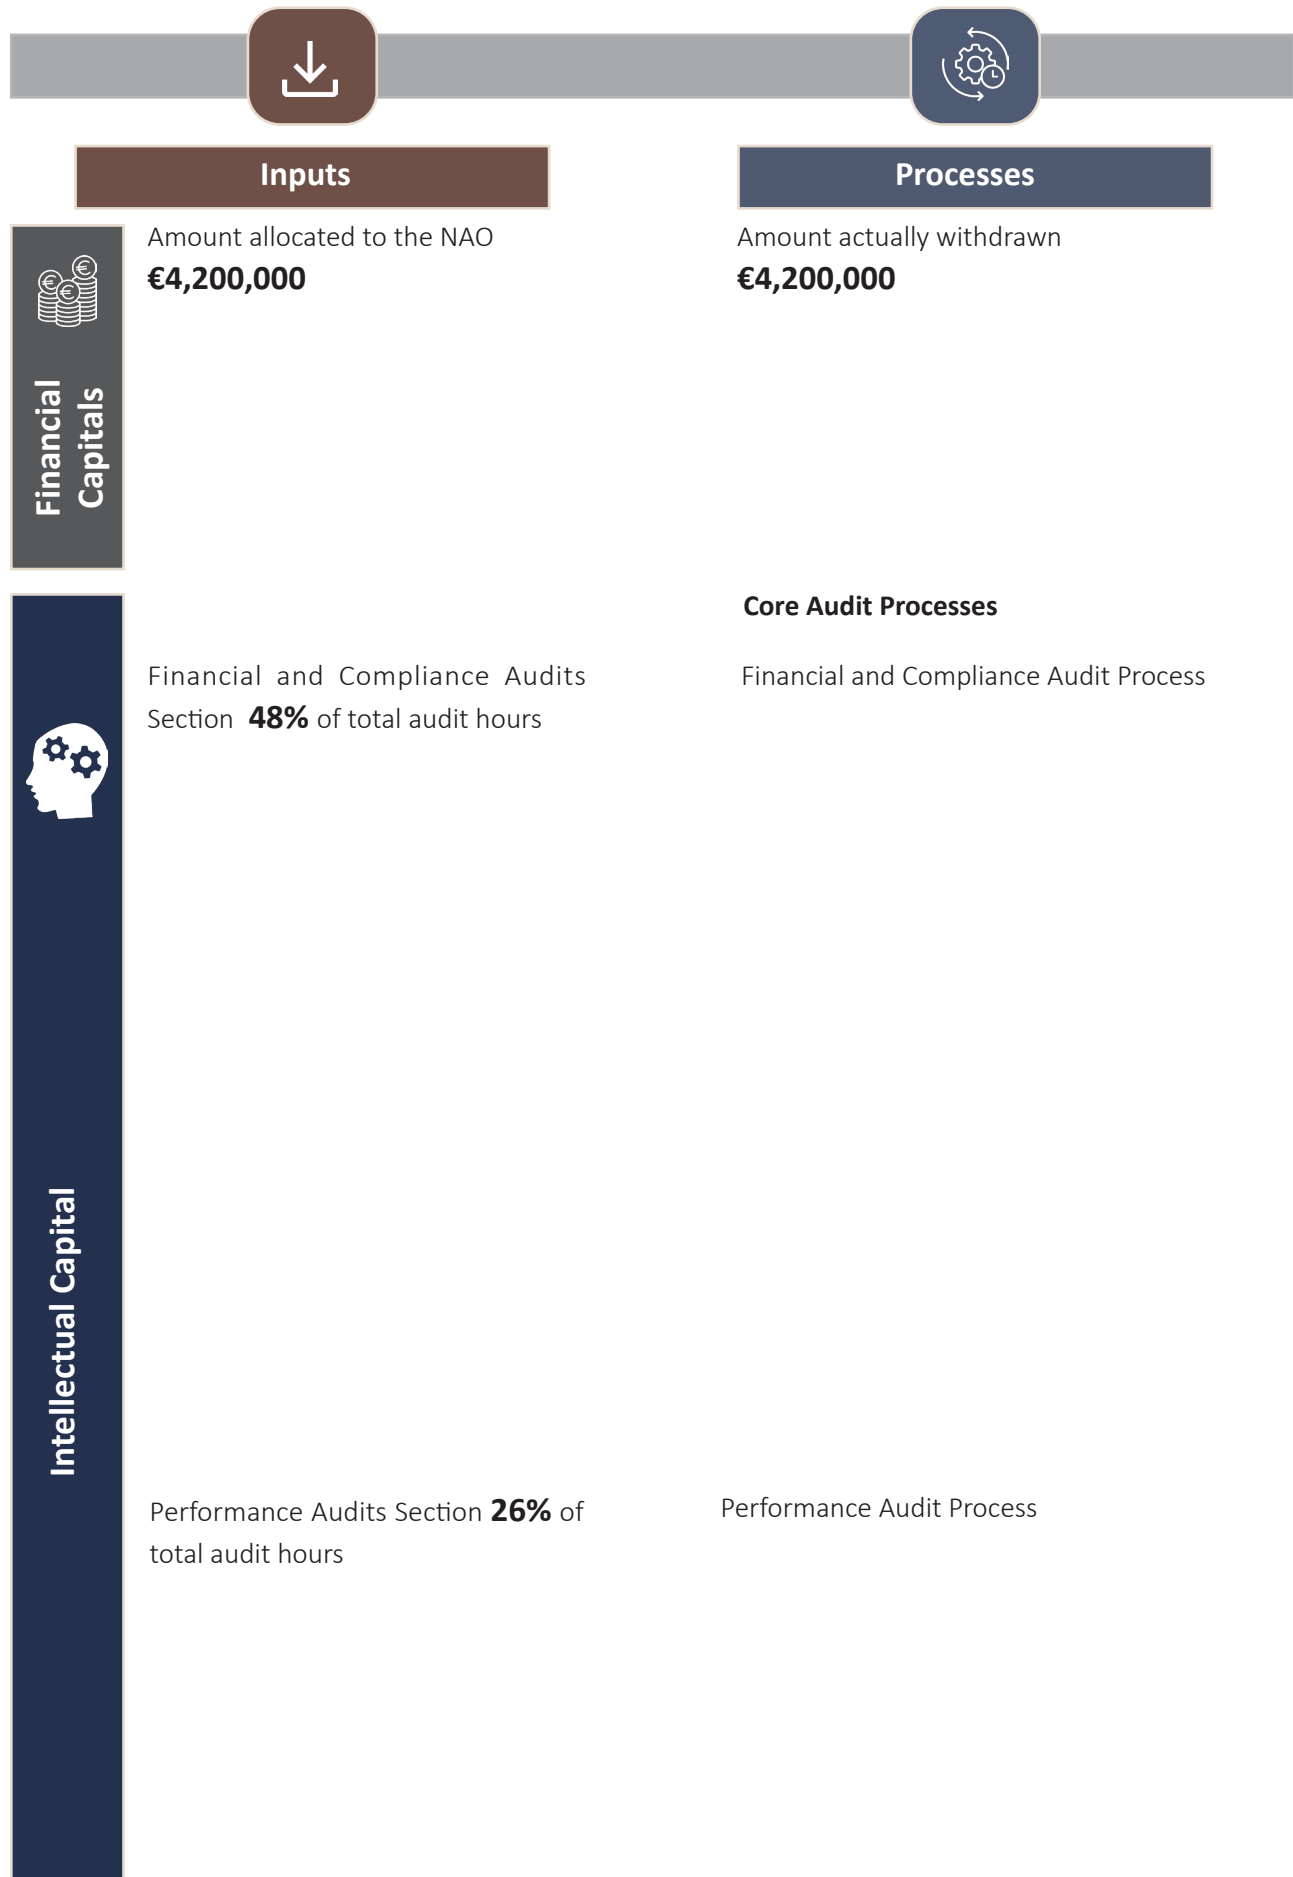 Inputs
Processes
Financial
Capitals
Amount allocated to the NAO
€4,200,000
Amount actually withdrawn
€4,200,000
Intellectual Capital
Core Audit Processes
Financial and Compliance Audits
Section 48% of total audit hours
Financial and Compliance Audit Process
Performance Audits Section 26% of
total audit hours
Performance Audit Process